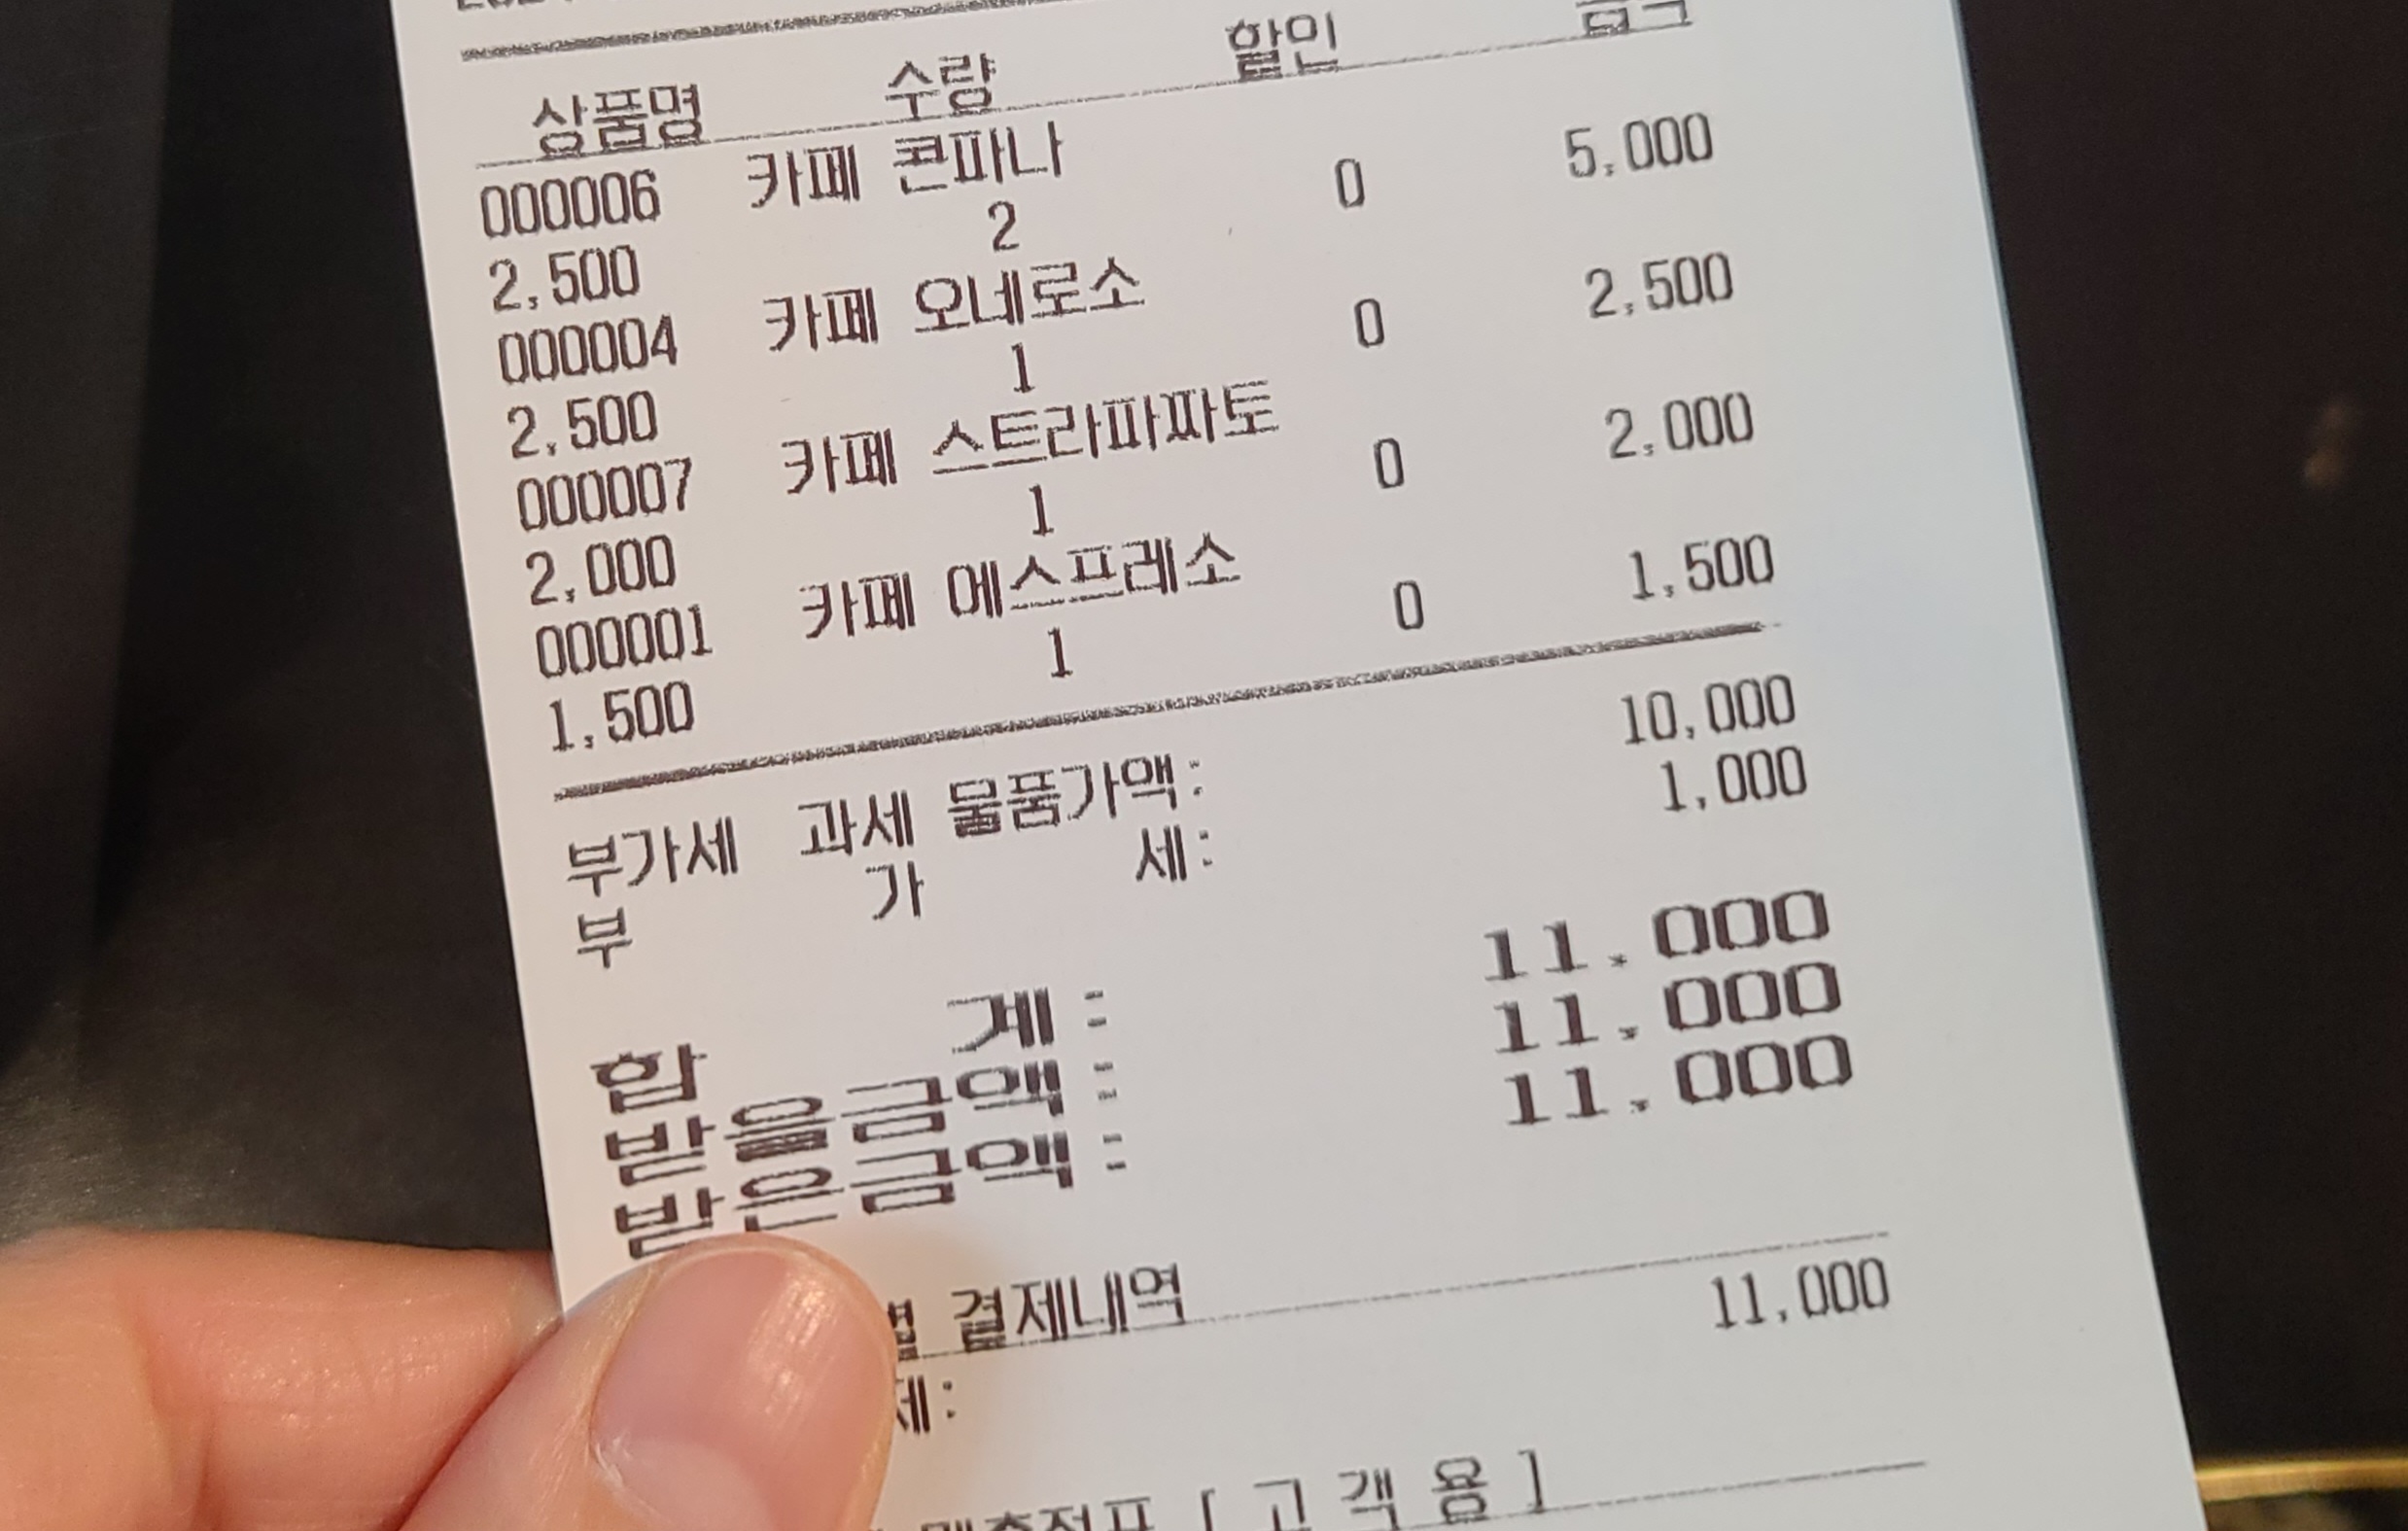 상품명 수량 할인 금액
000006 카페 콘파나
2,500 2 0 5,000
000004 카페 오네로소
2,500 1 0 2,500
000007 카페 스트라파짜토
2,000 1 0 2,000
000001 카페 에스프레소
1,500 1 0 1,500
부가세 과세 물품가액: 10,000
부 가 세: 1,000
합 계: 11,000
받을금액: 11,000
받은금액: 11,000
결제내역
11,000
[고 객 용]